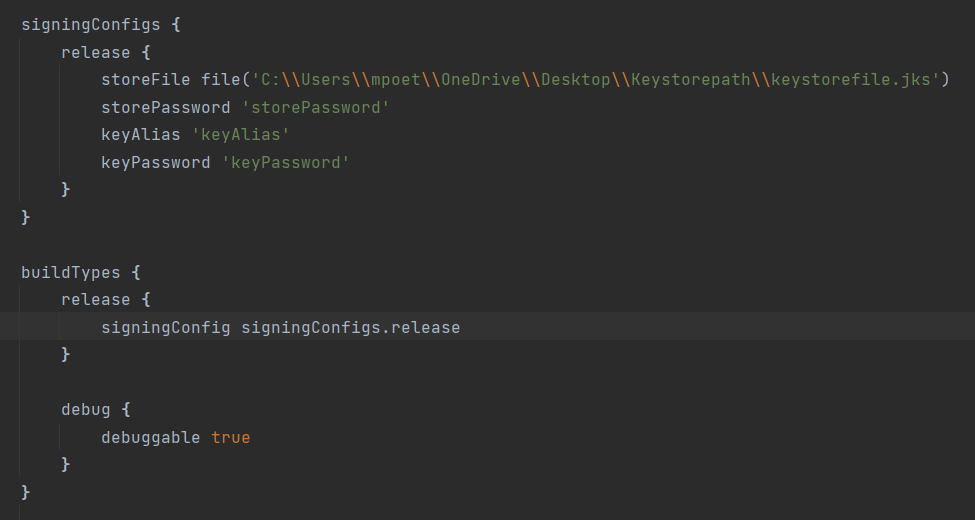 signingConfigs {
    release {
        storeFile file('C:\\Users\\mpoet\\OneDrive\\Desktop\\Keystorepath\\keystorefile.jks')
        storePassword 'storePassword'
        keyAlias 'keyAlias'
        keyPassword 'keyPassword'
    }
}

buildTypes {
    release {
        signingConfig signingConfigs.release
    }

    debug {
        debuggable true
    }
}